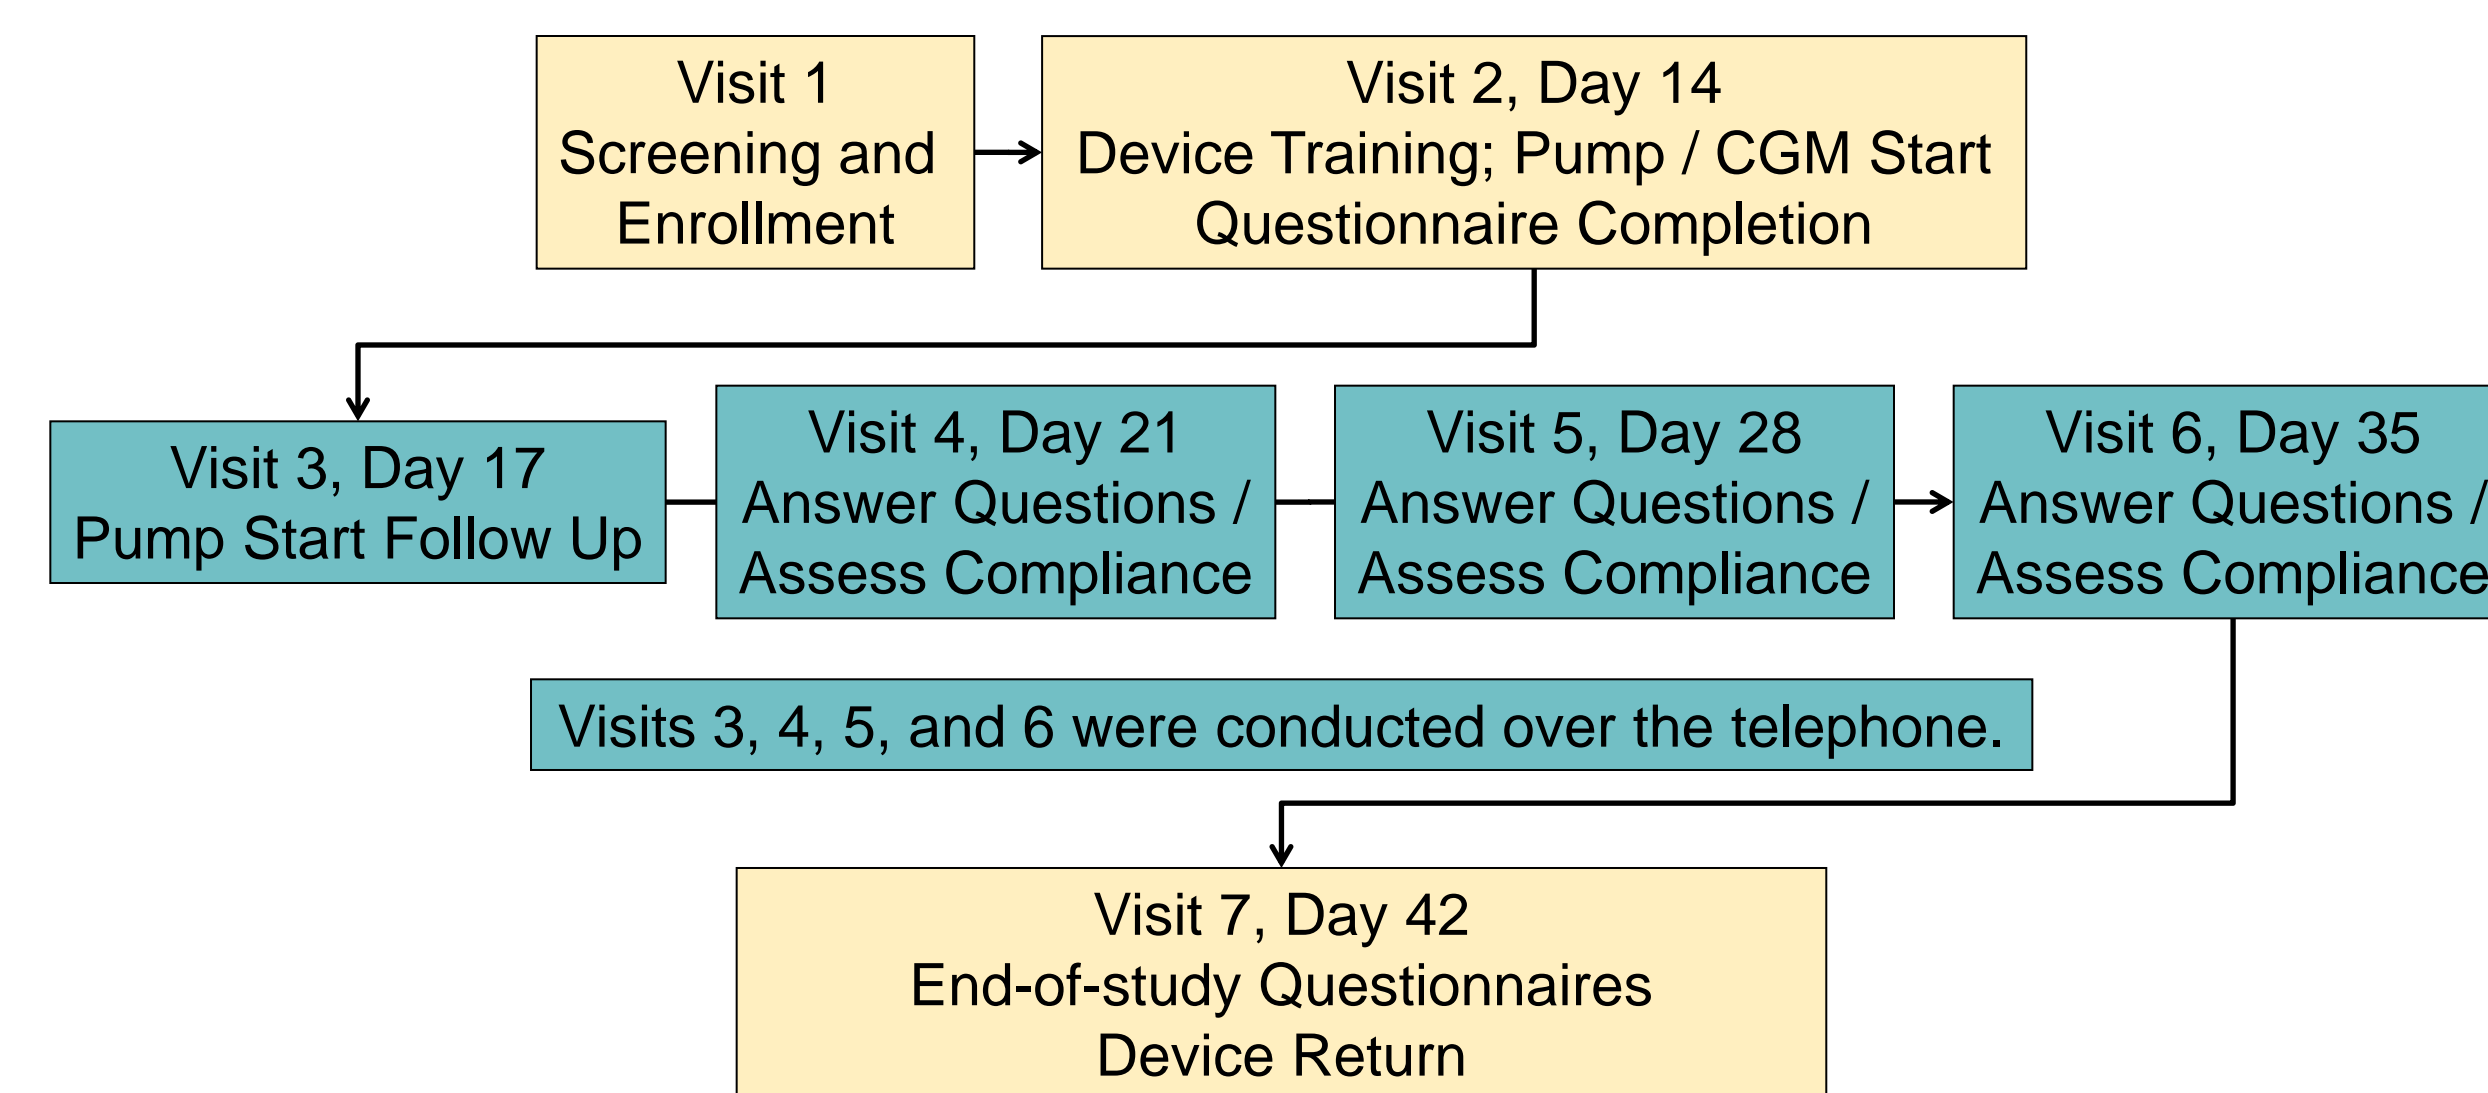 Visit 1
Screening and
Enrollment
Visit 2, Day 14
Device Training; Pump / CGM Start
Questionnaire Completion
Visit 3, Day 17
Pump Start Follow Up
Visit 4, Day 21
Answer Questions /
Assess Compliance
Visit 5, Day 28
Answer Questions /
Assess Compliance
Visit 6, Day 35
Answer Questions /
Assess Compliance
Visits 3, 4, 5, and 6 were conducted over the telephone.
Visit 7, Day 42
End-of-study Questionnaires
Device Return